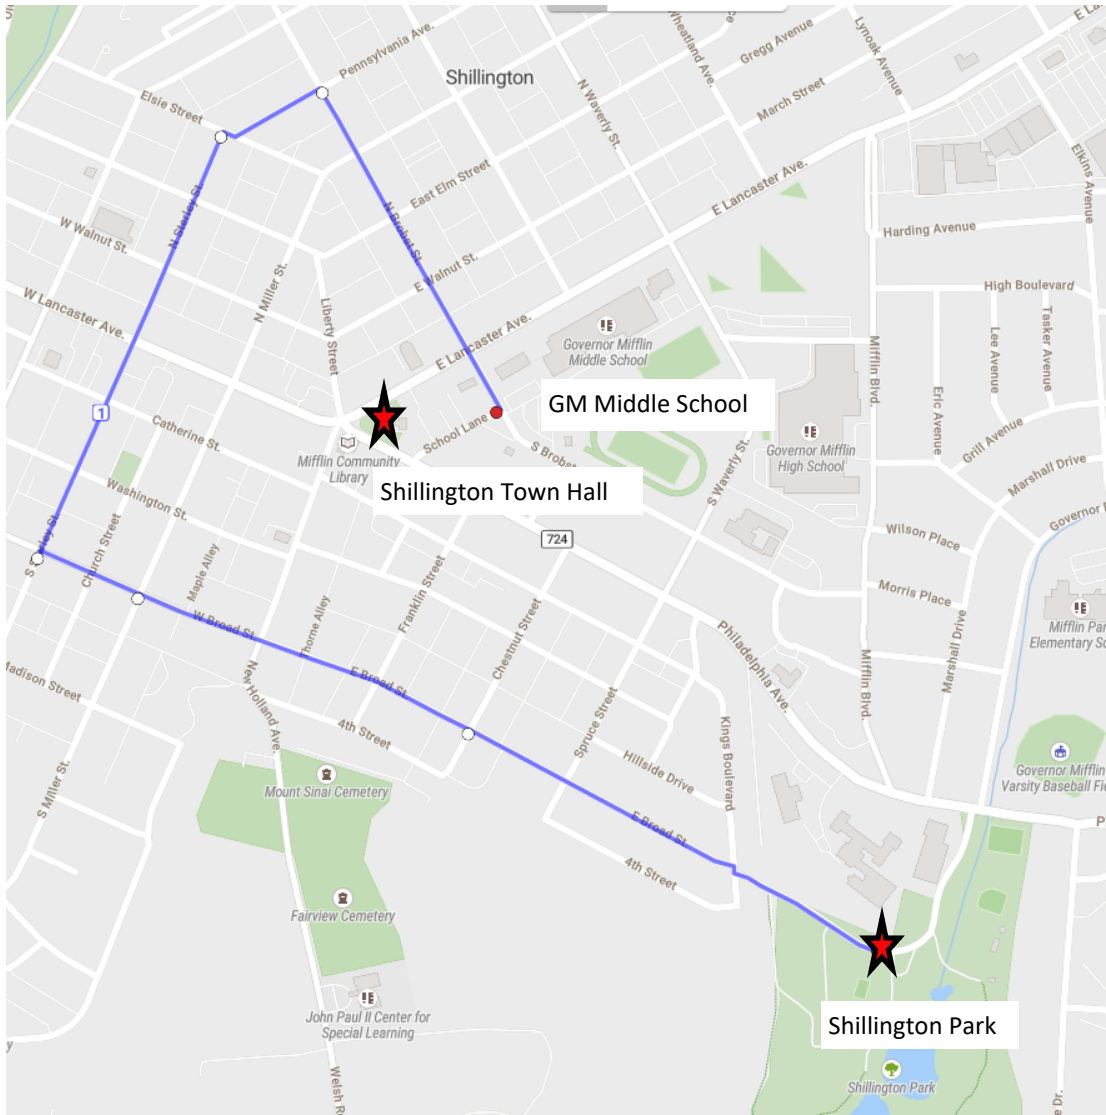 Pennsylvania Ave.
Shillington
Wheatland Ave.
Gregg Avenue
Lynoak Avenue
March Street
N Waverly St.
Elsie Street
East Elm Street
E Lancaster Ave.
Elkins Avenue
N Sterley St.
N Brobst St.
W Walnut St.
E Walnut St.
Harding Avenue
N Miller St.
High Boulevard
W Lancaster Ave.
Liberty Street
E Lancaster Ave.
Governor Mifflin
Middle School
Mifflin Blvd.
Lee Avenue
Tasker Avenue
Eric Avenue
1
GM Middle School
School Lane
Catherine St.
S Brobst
Mifflin Community
Library
Governor Mifflin
High School
Grill Avenue
Marshall Drive
Shillington Town Hall
S Waverly St.
Washington St.
Governor
724
Wilson Place
Church Street
Maple Alley
Franklin Street
Morris Place
Thorne Alley
Chestnut Street
W Broad St.
Mifflin Par
Elementary Sc
Philadelphia Ave.
Marshall Drive
Mifflin Blvd.
Madison Street
New Holland Ave.
E Broad St.
4th Street
Spruce Street
Kings Boulevard
Hillside Drive
Governor Mifflin
Varsity Baseball Fie
Mount Sinai Cemetery
S Miller St.
E Broad St.
P
4th Street
Fairview Cemetery
John Paul II Center for
Special Learning
Shillington Park
Welsh R
Shillington Park
e Dr.